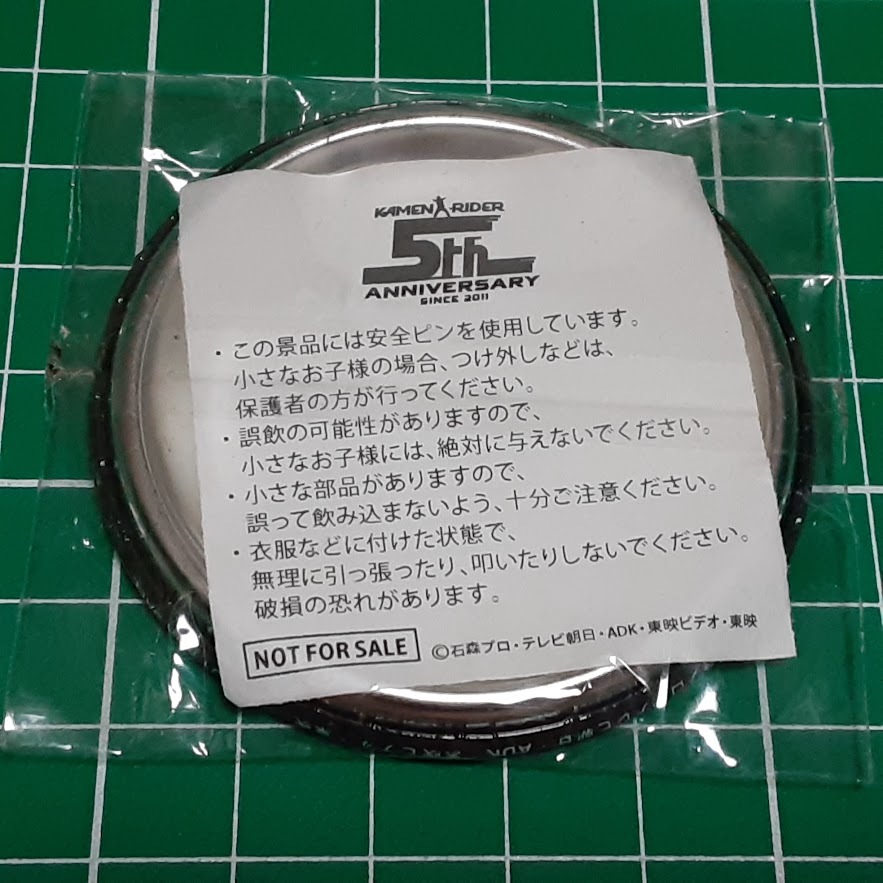 KAMEN RIDER
5th
ANNIVERSARY
SINCE 2011
・この景品には安全ピンを使用しています。
小さなお子様の場合、つけ外しなどは、
保護者の方が行ってください。
・誤飲の可能性がありますので、
小さなお子様には、絶対に与えないでください。
・小さな部品がありますので、
誤って飲み込まないよう、十分ご注意ください。
・衣服などに付けた状態で、
無理に引っ張ったり、叩いたりしないでください。
破損の恐れがあります。
NOT FOR SALE ©石森プロ・テレビ朝日・ADK・東映ビデオ・東映
朝日・ADK・東映ビデオ